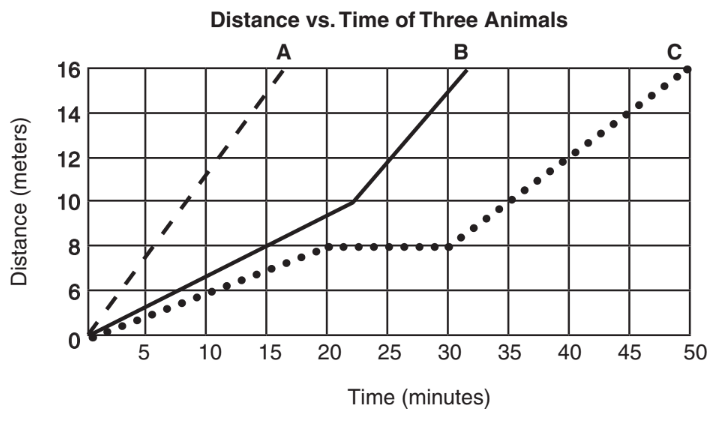 Distance vs. Time of Three Animals
A B C
16
14
12
10
8
6
0
Distance (meters)
5 10 15 20 25 30 35 40 45 50
Time (minutes)